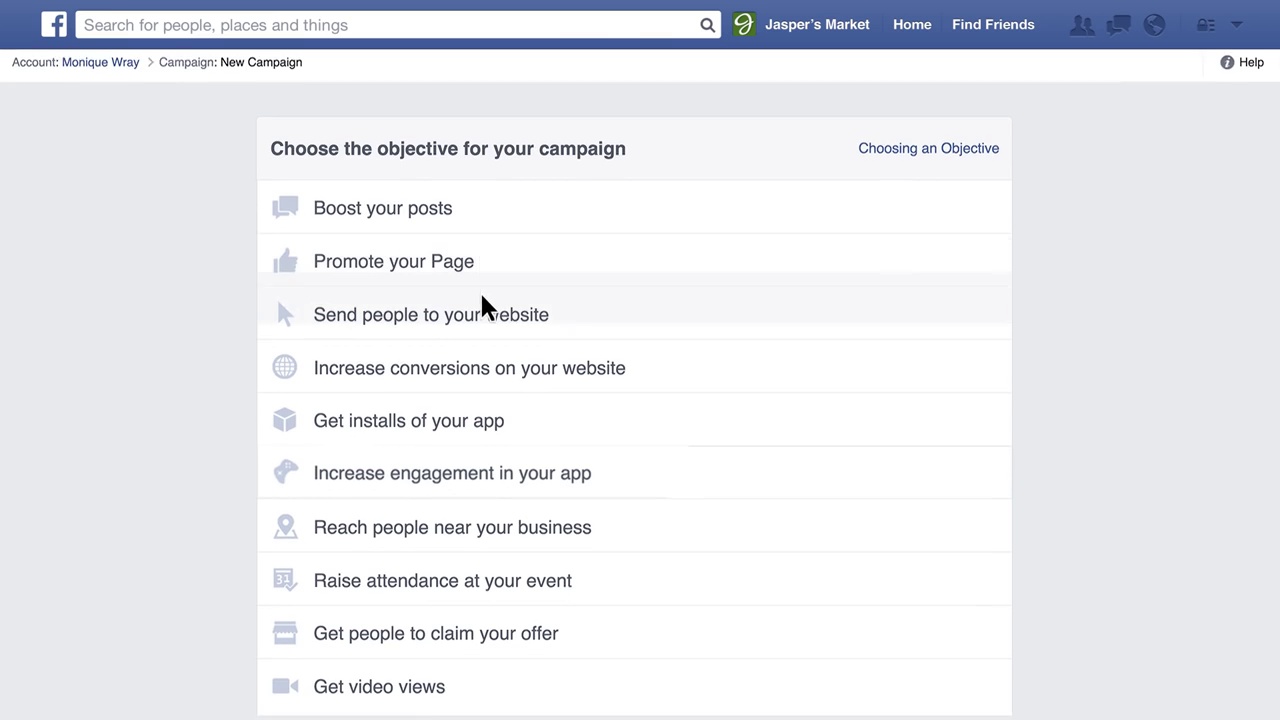 Search for people, places and things Jasper's Market Home Find Friends
Account: Monique Wray > Campaign: New Campaign Help
Choose the objective for your campaign Choosing an Objective
Boost your posts
Promote your Page
Send people to your website
Increase conversions on your website
Get installs of your app
Increase engagement in your app
Reach people near your business
31 Raise attendance at your event
Get people to claim your offer
Get video views